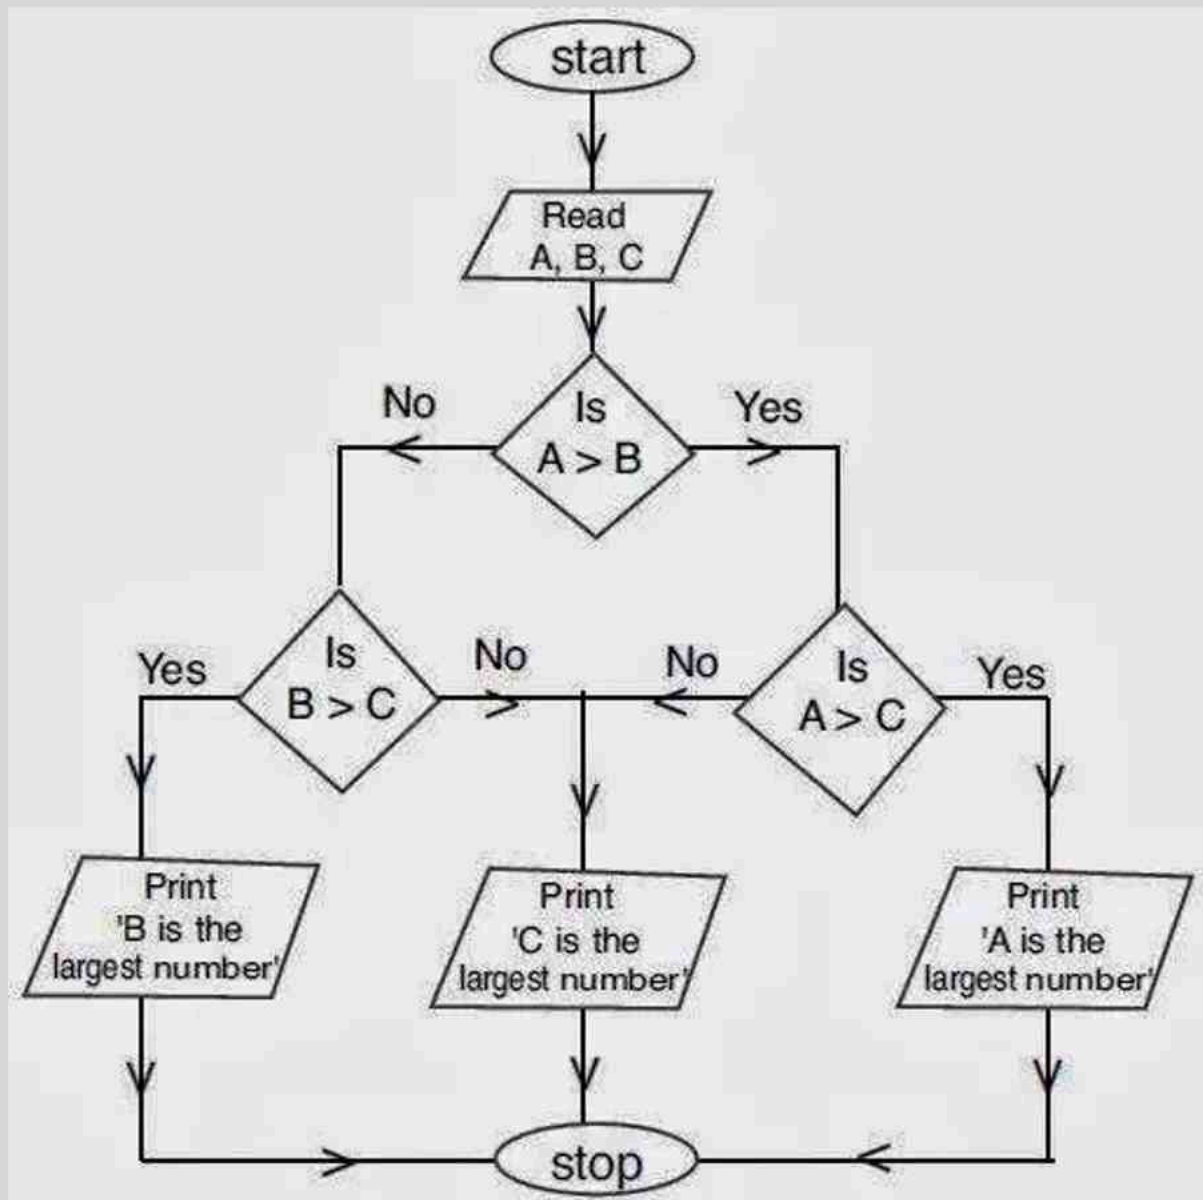 start
Read
A, B, C
No
Is
A > B
Yes
Yes
Is
B > C
No
No
Is
A > C
Yes
Print
'B is the
largest number'
Print
'C is the
largest number'
Print
'A is the
largest number'
stop